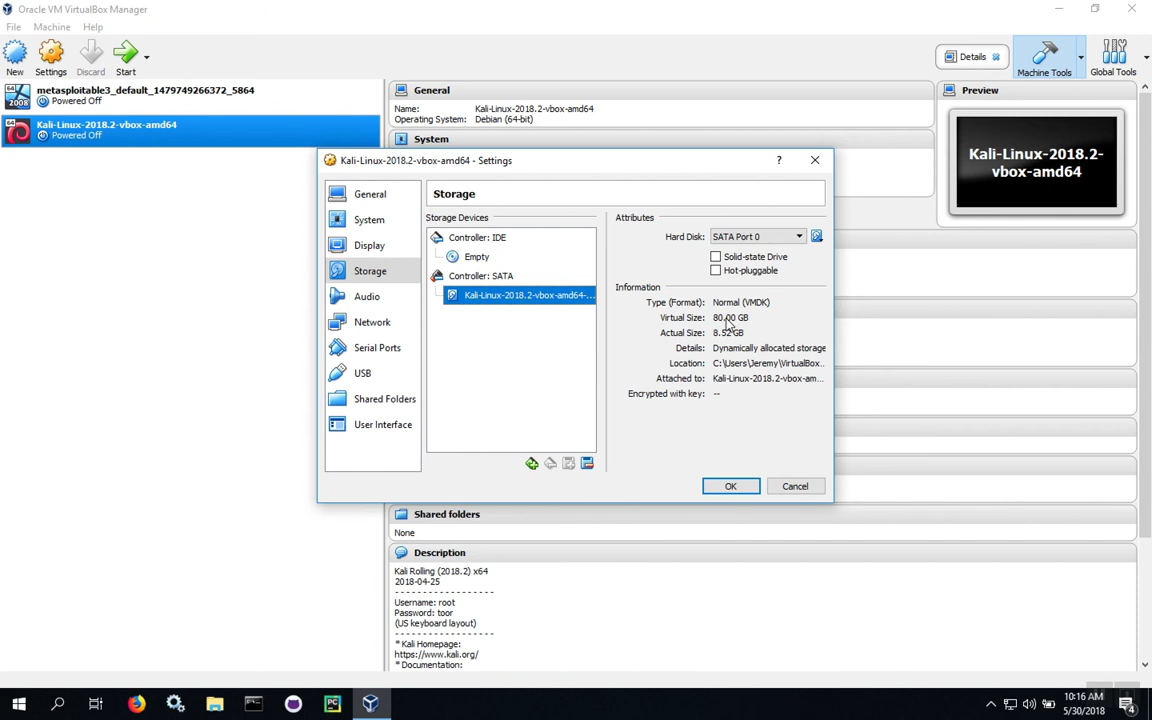 Oracle VM VirtualBox Manager
File Machine Help
New Settings Discard Start
Details
Machine Tools
Global Tools
64
2008
metasploitable3_default_1479749266372_5864
Powered Off
64
Kali-Linux-2018.2-vbox-amd64
Powered Off
General
Name: Kali-Linux-2018.2-vbox-amd64
Operating System: Debian (64-bit)
System
Preview
Kali-Linux-2018.2-
vbox-amd64
Kali-Linux-2018.2-vbox-amd64 - Settings
?
General
System
Display
Storage
Audio
Network
Serial Ports
USB
Shared Folders
User Interface
Storage
Storage Devices
Controller: IDE
Empty
Controller: SATA
Kali-Linux-2018.2-vbox-amd64-...
Attributes
Hard Disk: SATA Port 0
Solid-state Drive
Hot-pluggable
Information
Type (Format): Normal (VMDK)
Virtual Size: 80.00 GB
Actual Size: 8.52 GB
Details: Dynamically allocated storage
Location: C:\Users\Jeremy\VirtualBox...
Attached to: Kali-Linux-2018.2-vbox-am...
Encrypted with key: --
OK Cancel
Shared folders
None
Description
Kali Rolling (2018.2) x64
2018-04-25
- - - - - - - - - - - - - - - - - - - -
Username: root
Password: toor
(US keyboard layout)
- - - - - - - - - - - - - - - - - - - -
* Kali Homepage:
https://www.kali.org/
* Documentation:
PC
10:16 AM
5/30/2018
4